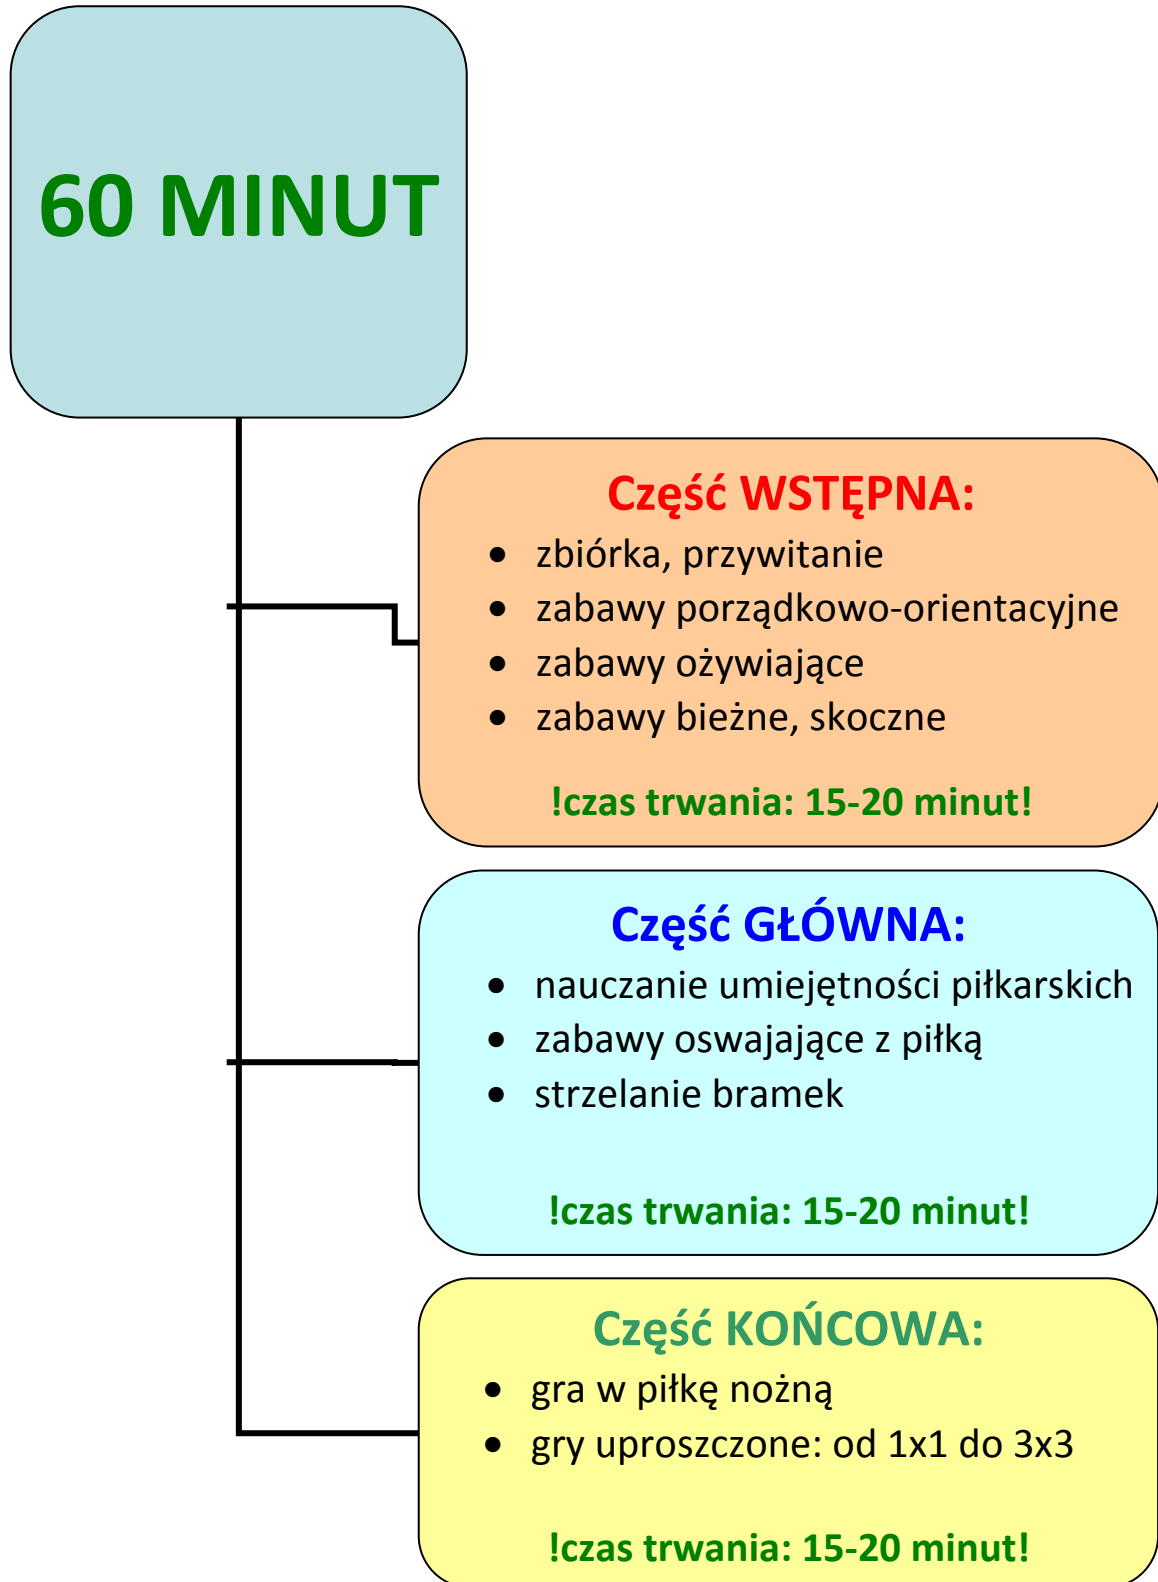 60 MINUT
Część WSTĘPNA:
• zbiórka, przywitanie
• zabawy porządkowo-orientacyjne
• zabawy ożywiające
• zabawy bieżne, skoczne
!czas trwania: 15-20 minut!
Część GŁÓWNA:
• nauczanie umiejętności piłkarskich
• zabawy oswajające z piłką
• strzelanie bramek
!czas trwania: 15-20 minut!
Część KOŃCOWA:
• gra w piłkę nożną
• gry uproszczone: od 1x1 do 3x3
!czas trwania: 15-20 minut!